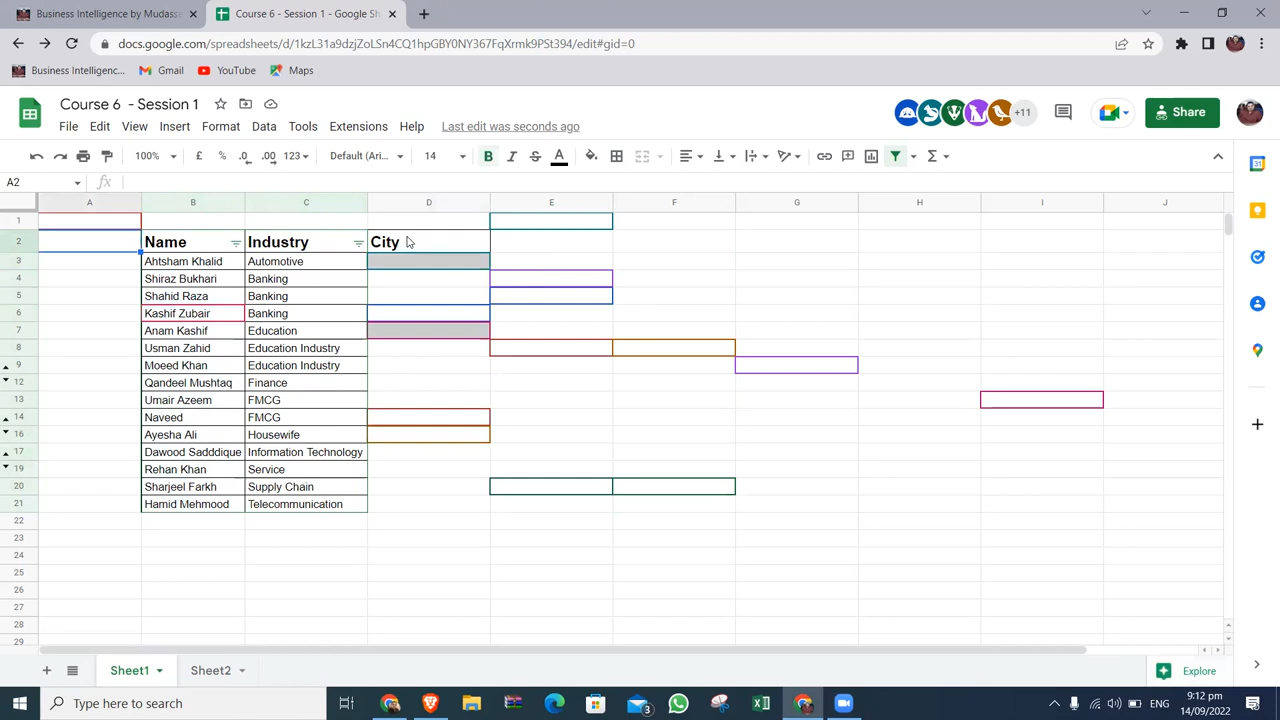 Business Intelligence by Mudassa
Course 6 - Session 1 - Google Sh
docs.google.com/spreadsheets/d/1kzL31a9dzjZoLSn4CQ1hpGBY0NY367FqXrmk9PSt394/edit#gid=0
Business Intelligenc... Gmail YouTube Maps
Course 6 - Session 1
+11
Share
File Edit View Insert Format Data Tools Extensions Help Last edit was seconds ago
100% £ % .0 .00 123 Default (Ari... 14 B I S A
A2 fx
A B C D E F G H I J
1
2 Name Industry City
3 Ahtsham Khalid Automotive
4 Shiraz Bukhari Banking
5 Shahid Raza Banking
6 Kashif Zubair Banking
7 Anam Kashif Education
8 Usman Zahid Education Industry
9 Moeed Khan Education Industry
12 Qandeel Mushtaq Finance
13 Umair Azeem FMCG
14 Naveed FMCG
16 Ayesha Ali Housewife
17 Dawood Sadddique Information Technology
19 Rehan Khan Service
20 Sharjeel Farkh Supply Chain
21 Hamid Mehmood Telecommunication
22
23
24
25
26
27
28
29
Sheet1 Sheet2 Explore
Type here to search
3
ENG
9:12 pm
14/09/2022